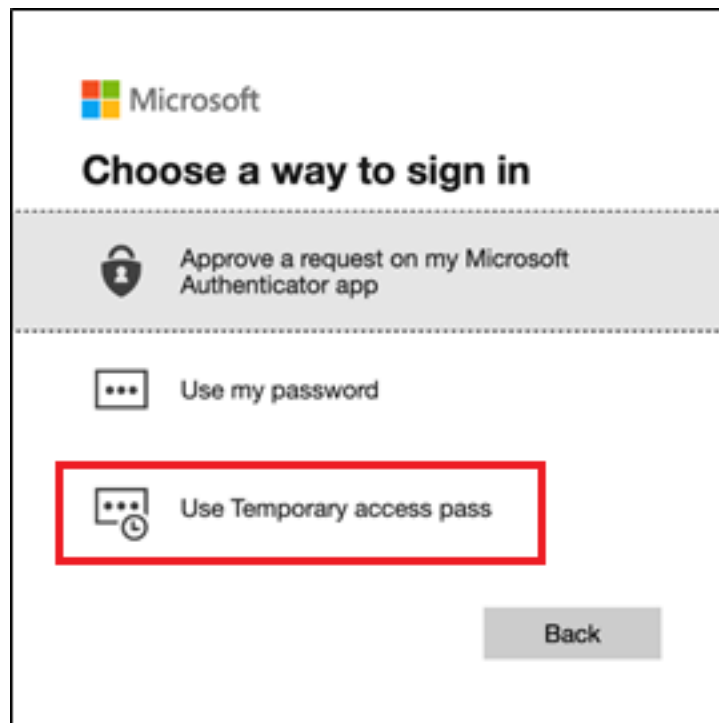 Microsoft
Choose a way to sign in
Approve a request on my Microsoft
Authenticator app
Use my password
Use Temporary access pass
Back